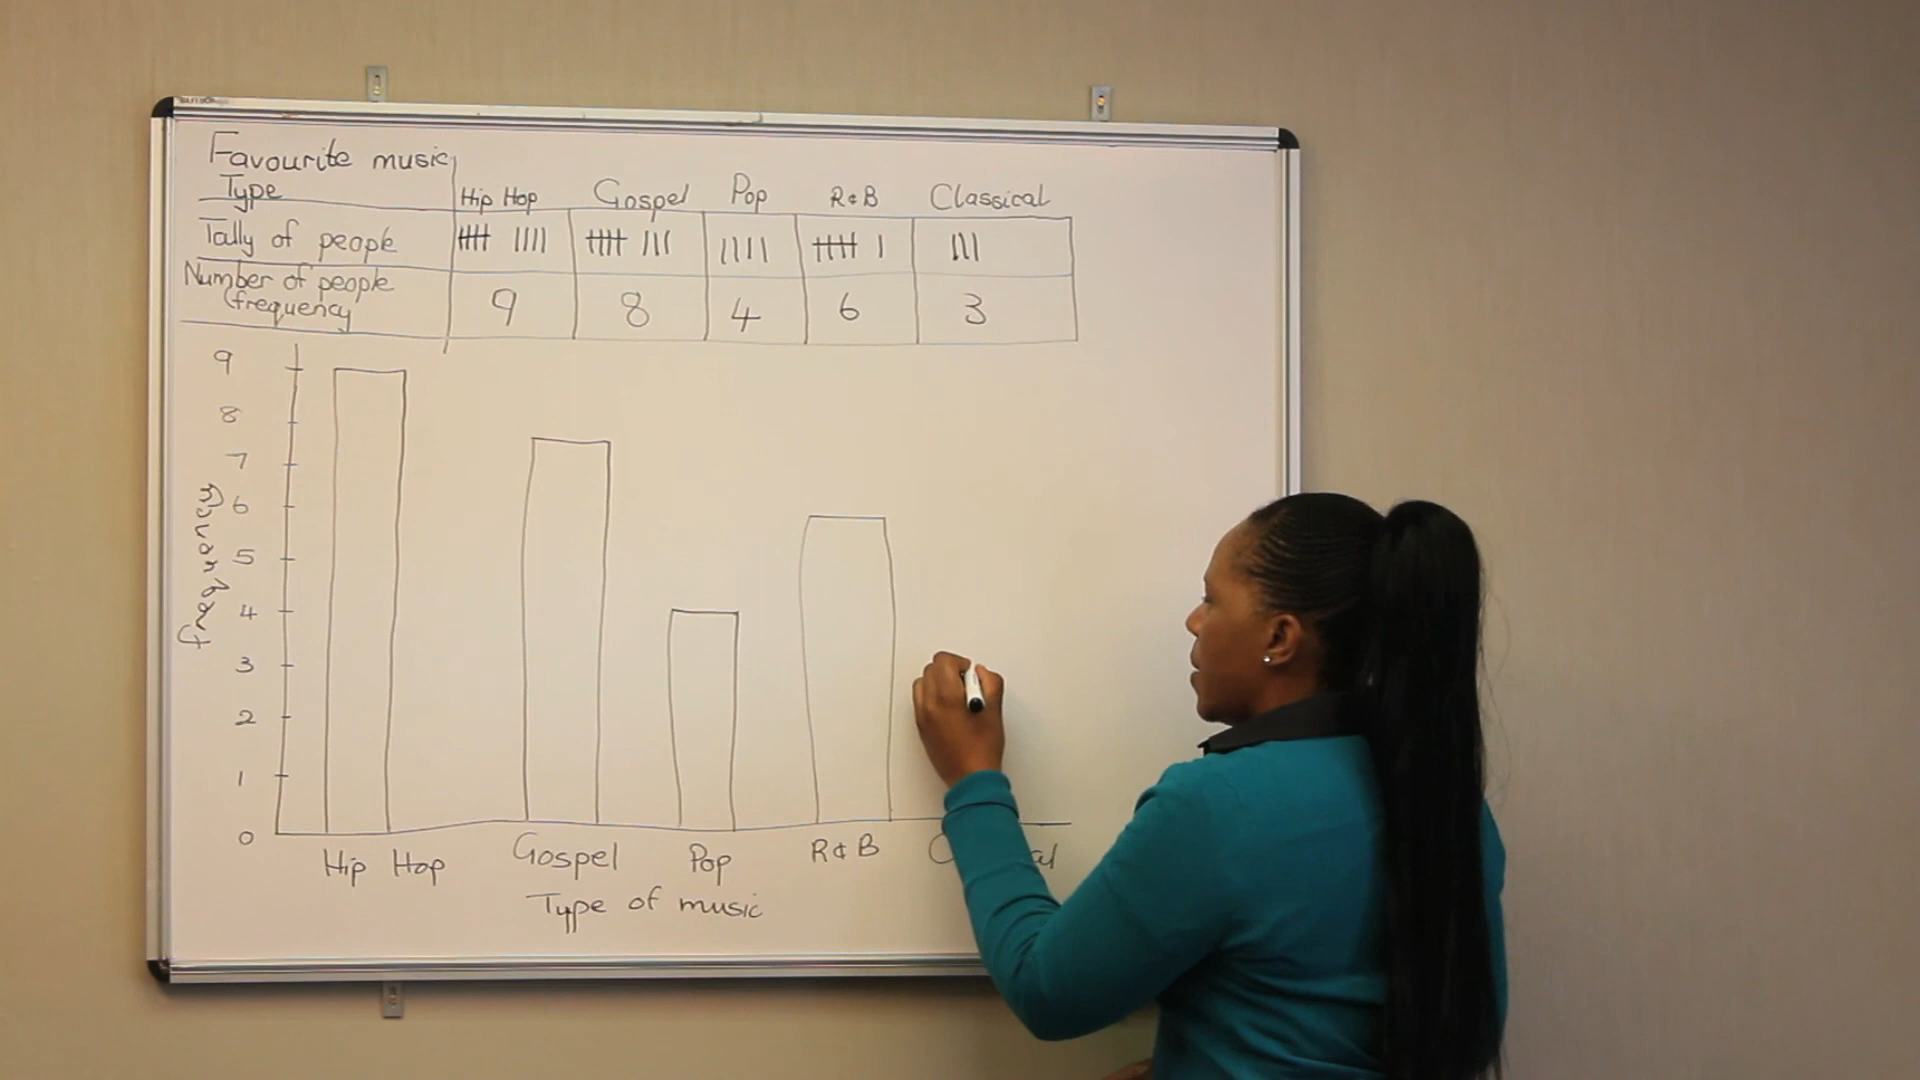 Favourite music
Type
Hip Hop
Gospel
Pop
R&B
Classical
Tally of people
Number of people
(frequency
9
8
4
6
3
9
8
7
6
5
4
3
2
1
0
frequency
Hip Hop
Gospel
Pop
R&B
Type of music